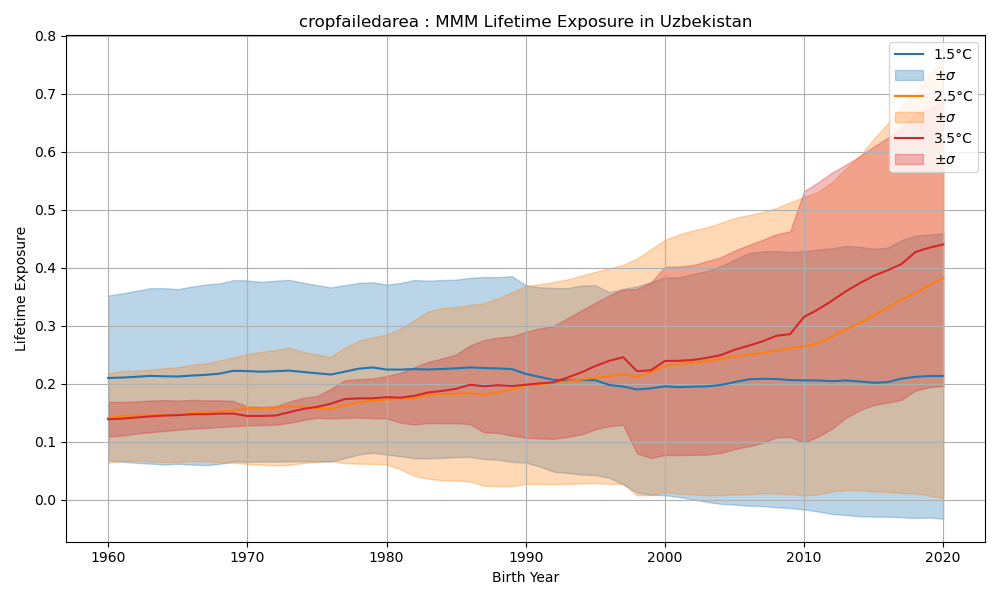 cropfailedarea : MMM Lifetime Exposure in Uzbekistan
Lifetime Exposure
0.8
0.7
0.6
0.5
0.4
0.3
0.2
0.1
0.0
1.5°C
±σ
2.5°C
±σ
3.5°C
±σ
1960 1970 1980 1990 2000 2010 2020
Birth Year